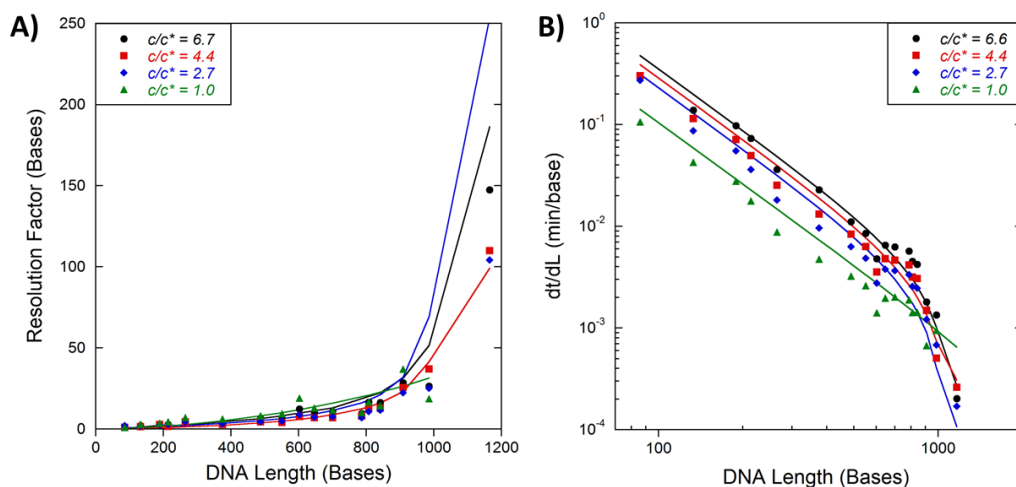 A)
c/c* = 6.7
c/c* = 4.4
c/c* = 2.7
c/c* = 1.0
Resolution Factor (Bases)
250
200
150
100
50
0
0 200 400 600 800 1000 1200
DNA Length (Bases)
B)
c/c* = 6.6
c/c* = 4.4
c/c* = 2.7
c/c* = 1.0
dt/dL (min/base)
10⁰
10⁻¹
10⁻²
10⁻³
10⁻⁴
100 1000
DNA Length (Bases)